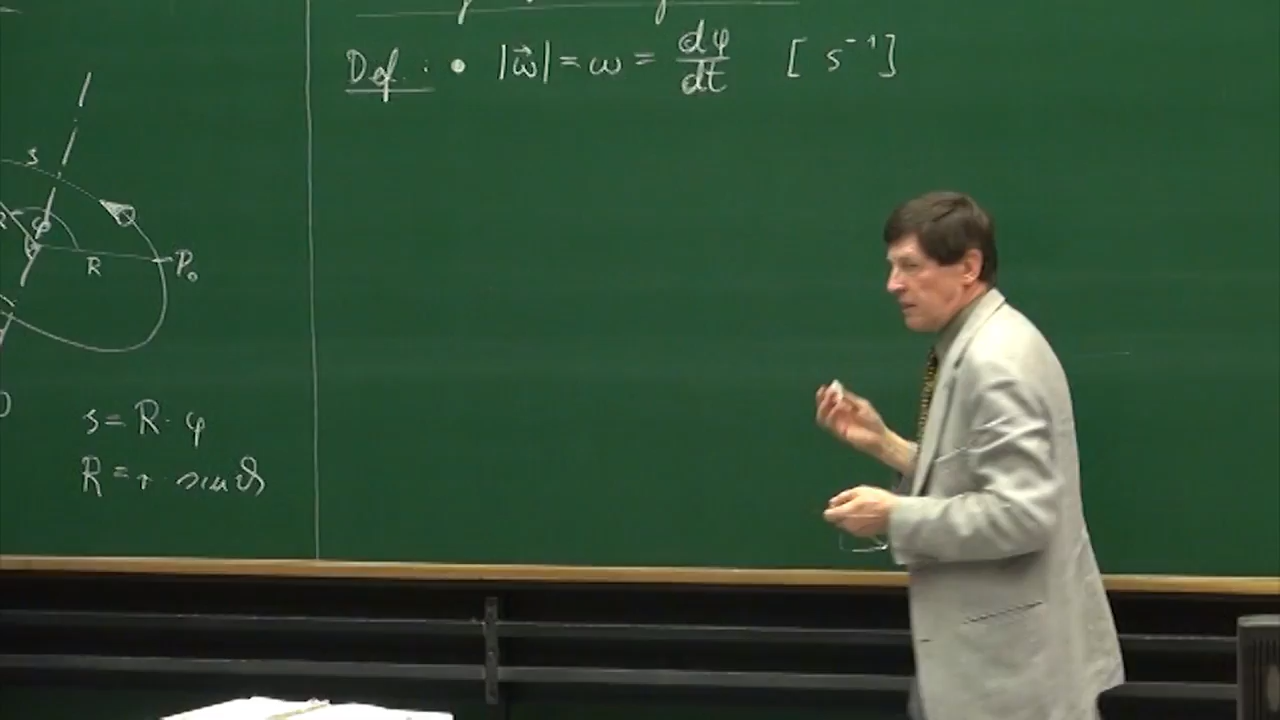 s
φ
R
P₀
s = R · φ
R = r · sin ϑ
Def.: • |ω⃗| = ω = dφ/dt [s⁻¹]